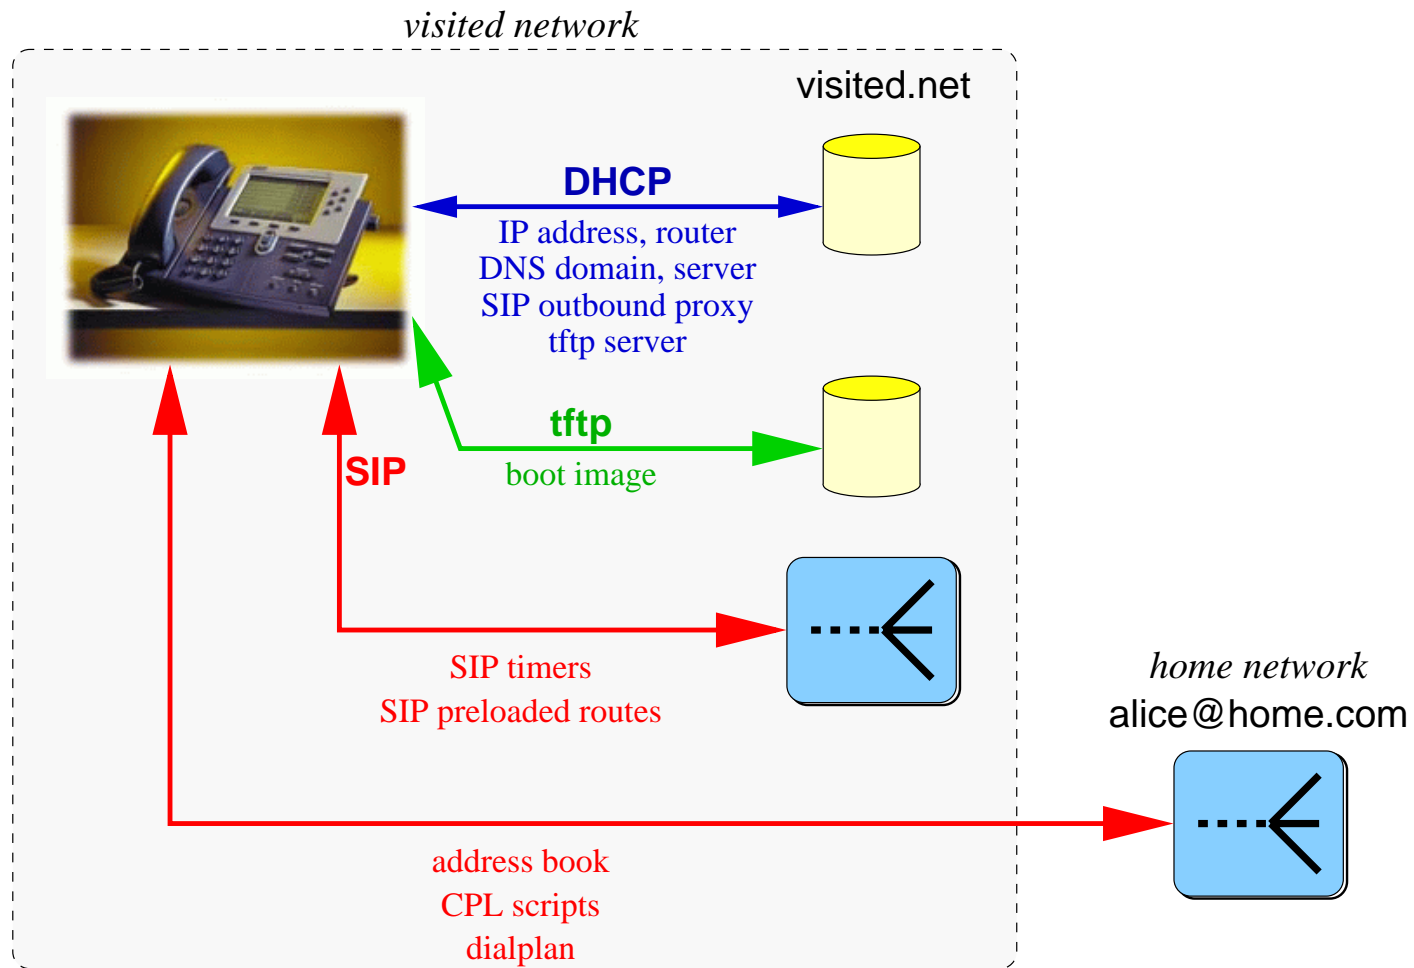 visited network
visited.net
DHCP
IP address, router
DNS domain, server
SIP outbound proxy
tftp server
tftp
boot image
SIP
SIP timers
SIP preloaded routes
home network
alice@home.com
address book
CPL scripts
dialplan